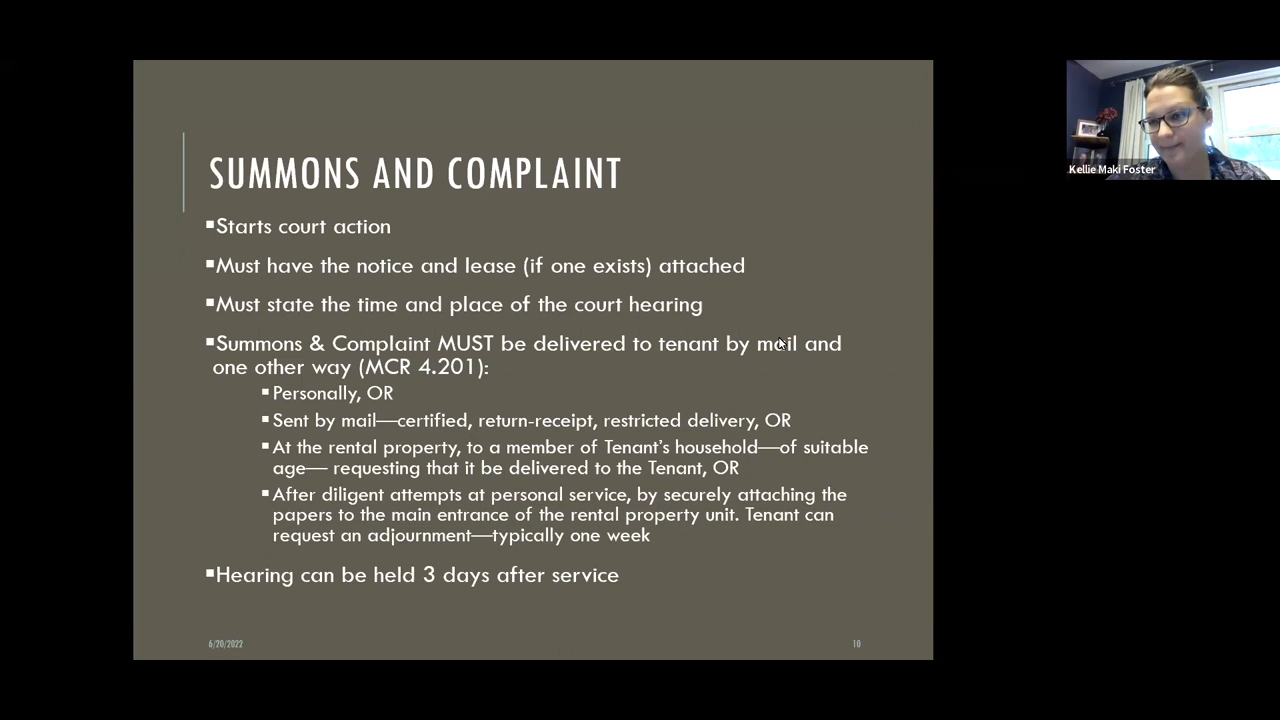 SUMMONS AND COMPLAINT
▪Starts court action
▪Must have the notice and lease (if one exists) attached
▪Must state the time and place of the court hearing
▪Summons & Complaint MUST be delivered to tenant by mail and
one other way (MCR 4.201):
▪Personally, OR
▪Sent by mail—certified, return-receipt, restricted delivery, OR
▪At the rental property, to a member of Tenant’s household—of suitable
age— requesting that it be delivered to the Tenant, OR
▪After diligent attempts at personal service, by securely attaching the
papers to the main entrance of the rental property unit. Tenant can
request an adjournment—typically one week
▪Hearing can be held 3 days after service
6/20/2022
10
Kellie Maki Foster